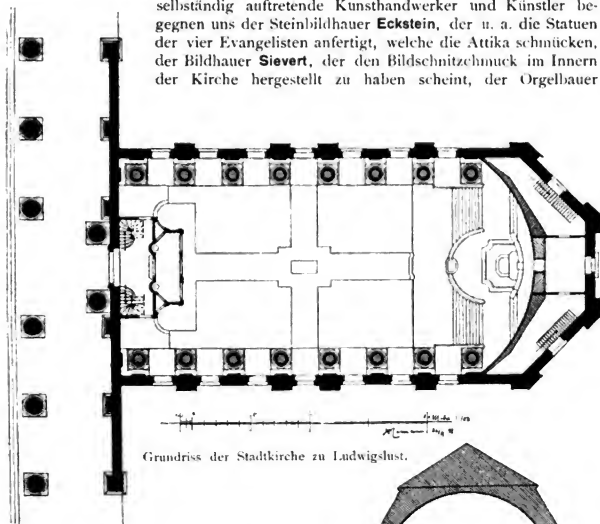 selbständig auftretende Kunsthandwerker und Künstler be-
gegnen uns der Steinbildhauer Eckstein, der u. a. die Statuen
der vier Evangelisten anfertigt, welche die Attika schmücken,
der Bildhauer Sievert, der den Bildschnitzchmuck im Innern
der Kirche hergestellt zu haben scheint, der Orgelbauer
Grundriss der Stadtkirche zu Ludwigslust.